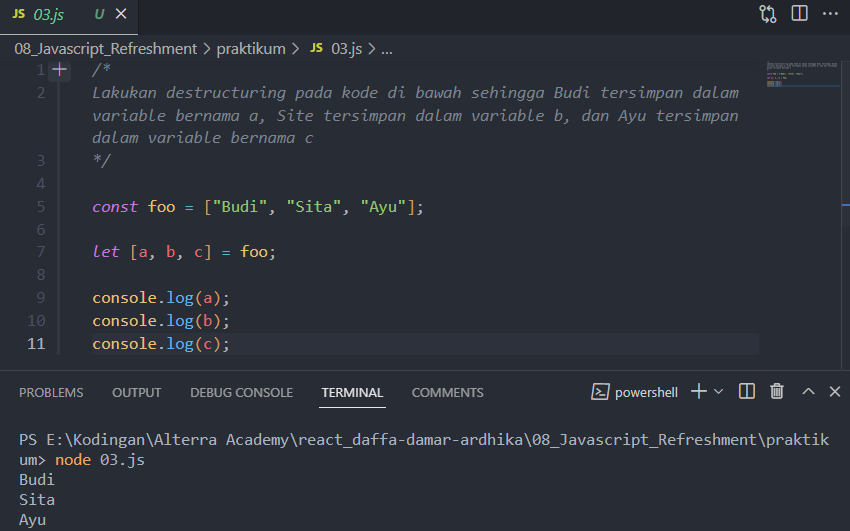 JS 03.js U
08_Javascript_Refreshment > praktikum > JS 03.js > ...
1 /*
2 Lakukan destructuring pada kode di bawah sehingga Budi tersimpan dalam
variable bernama a, Site tersimpan dalam variable b, dan Ayu tersimpan
dalam variable bernama c
3 */
4
5 const foo = ["Budi", "Sita", "Ayu"];
6
7 let [a, b, c] = foo;
8
9 console.log(a);
10 console.log(b);
11 console.log(c);
PROBLEMS OUTPUT DEBUG CONSOLE TERMINAL COMMENTS powershell
PS E:\Kodingan\Alterra Academy\react_daffa-damar-ardhika\08_Javascript_Refreshment\praktik
um> node 03.js
Budi
Sita
Ayu